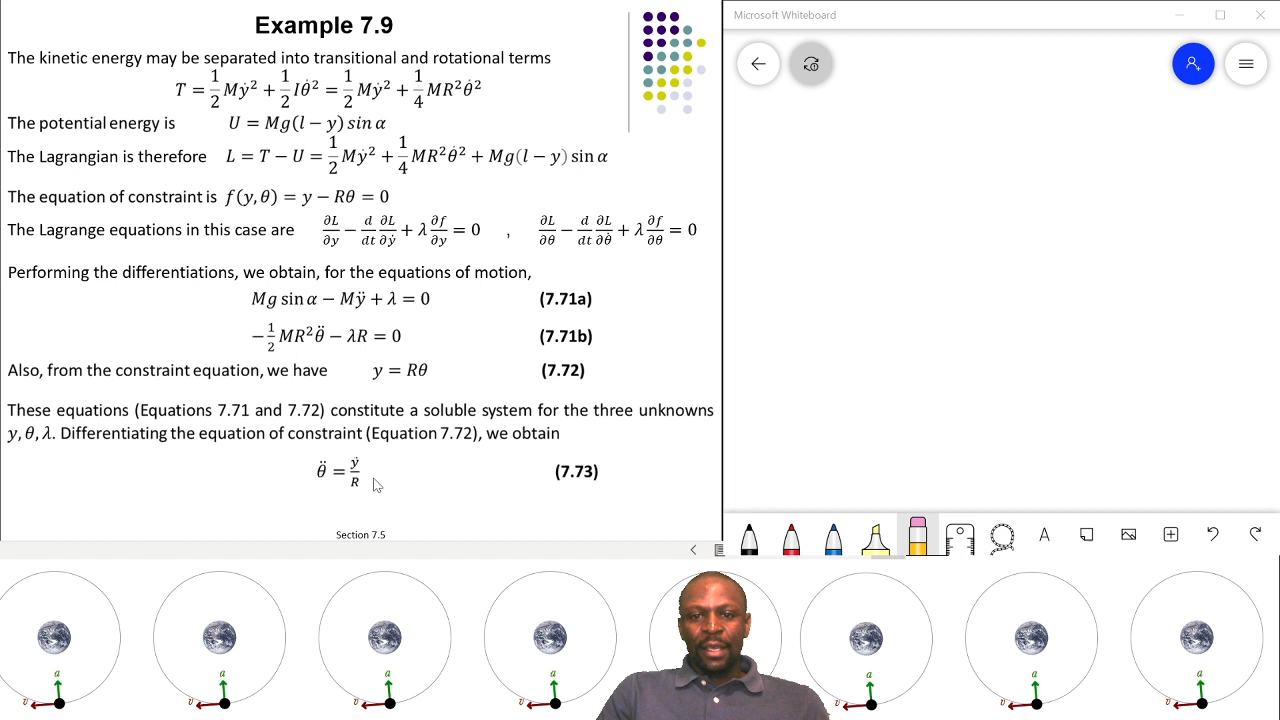 Example 7.9
The kinetic energy may be separated into transitional and rotational terms
T = 1/2 Mẏ² + 1/2 Iθ̇² = 1/2 Mẏ² + 1/4 MR²θ̇²
The potential energy is U = Mg(l − y) sin α
The Lagrangian is therefore L = T − U = 1/2 Mẏ² + 1/4 MR²θ̇² + Mg(l − y) sin α
The equation of constraint is f(y, θ) = y − Rθ = 0
The Lagrange equations in this case are ∂L/∂y − d/dt ∂L/∂ẏ + λ ∂f/∂y = 0 , ∂L/∂θ − d/dt ∂L/∂θ̇ + λ ∂f/∂θ = 0
Performing the differentiations, we obtain, for the equations of motion,
Mg sin α − Mÿ + λ = 0 (7.71a)
−1/2 MR²θ̈ − λR = 0 (7.71b)
Also, from the constraint equation, we have y = Rθ (7.72)
These equations (Equations 7.71 and 7.72) constitute a soluble system for the three unknowns
y, θ, λ. Differentiating the equation of constraint (Equation 7.72), we obtain
θ̈ = ÿ/R (7.73)
Section 7.5
Microsoft Whiteboard
A
a a a a a a a
υ υ υ υ υ υ υ